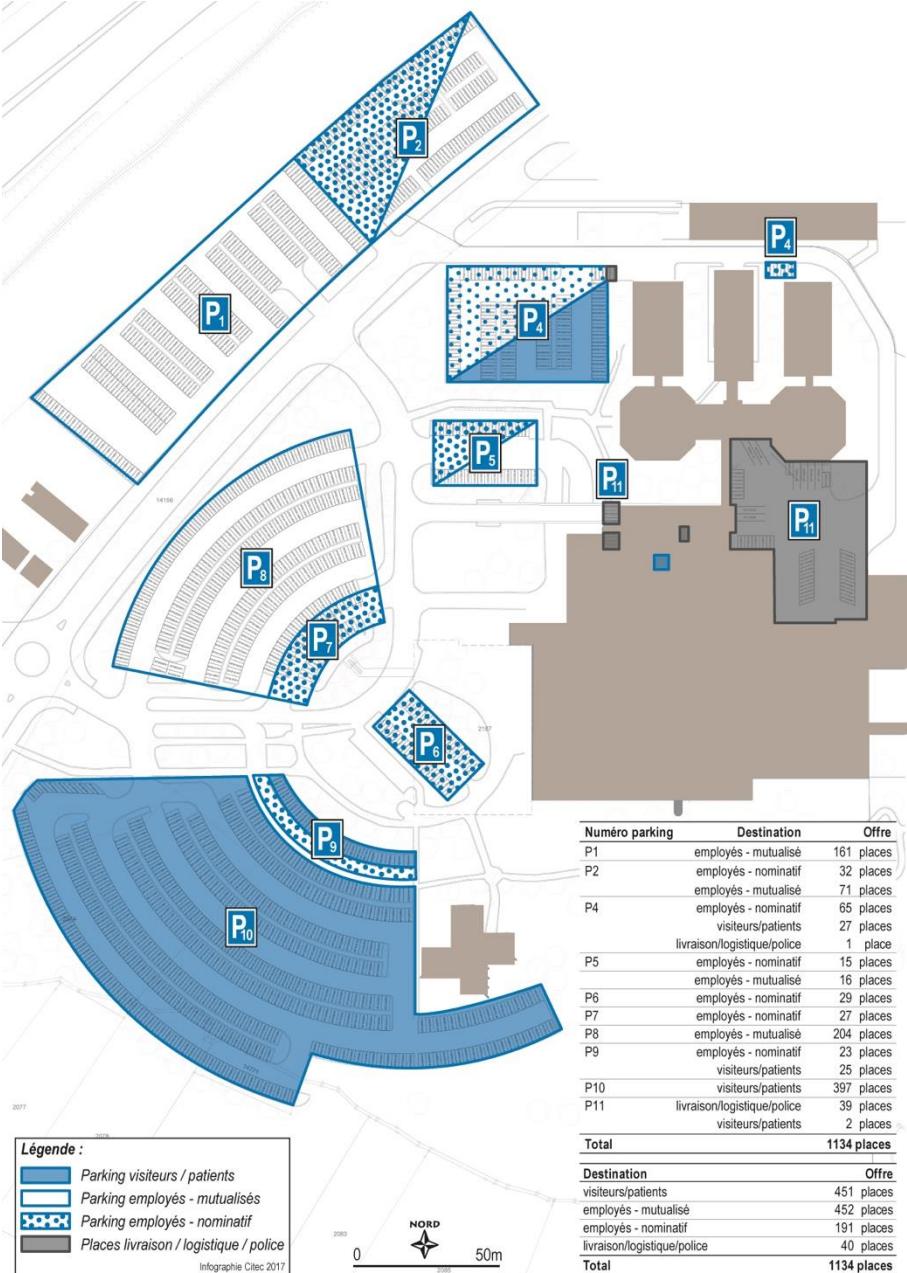 P2
P4
P4
P1
P5
P11
P11
14156
P8
P7
2187
P6
P9
P10
Numéro parking Destination Offre
P1 employés - mutualisé 161 places
P2 employés - nominatif 32 places
employés - mutualisé 71 places
P4 employés - nominatif 65 places
visiteurs/patients 27 places
livraison/logistique/police 1 place
P5 employés - nominatif 15 places
employés - mutualisé 16 places
P6 employés - nominatif 29 places
P7 employés - nominatif 27 places
P8 employés - mutualisé 204 places
P9 employés - nominatif 23 places
visiteurs/patients 25 places
P10 visiteurs/patients 397 places
P11 livraison/logistique/police 39 places
visiteurs/patients 2 places
Total 1134 places
Destination Offre
visiteurs/patients 451 places
employés - mutualisé 452 places
employés - nominatif 191 places
livraison/logistique/police 40 places
Total 1134 places
2077
Légende :
Parking visiteurs / patients
Parking employés - mutualisés
Parking employés - nominatif
Places livraison / logistique / police
Infographie Citec 2017
2083
NORD
0 50m